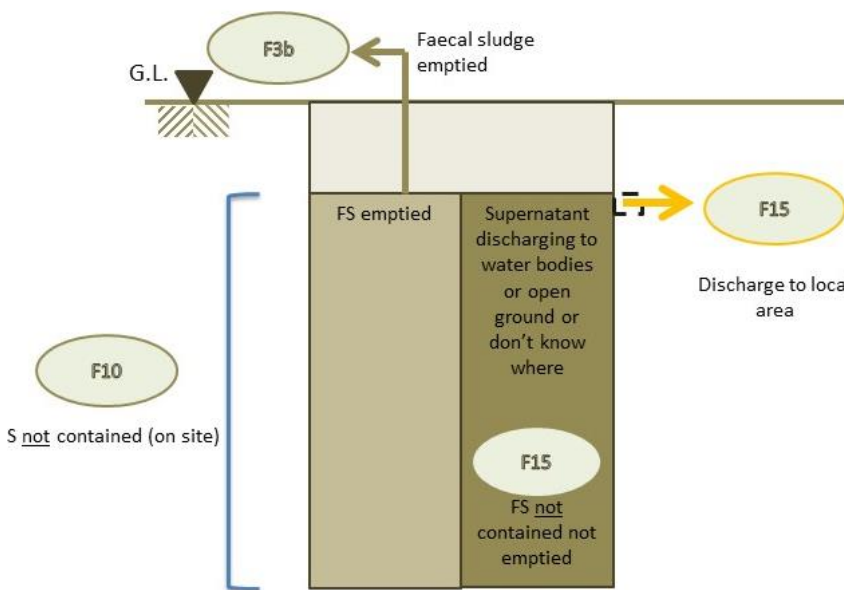 F3b
Faecal sludge
emptied
G.L.
FS emptied
Supernatant
discharging to
water bodies
or open
ground or
don't know
where
F15
Discharge to loca
area
F10
S not contained (on site)
F15
FS not
contained not
emptied